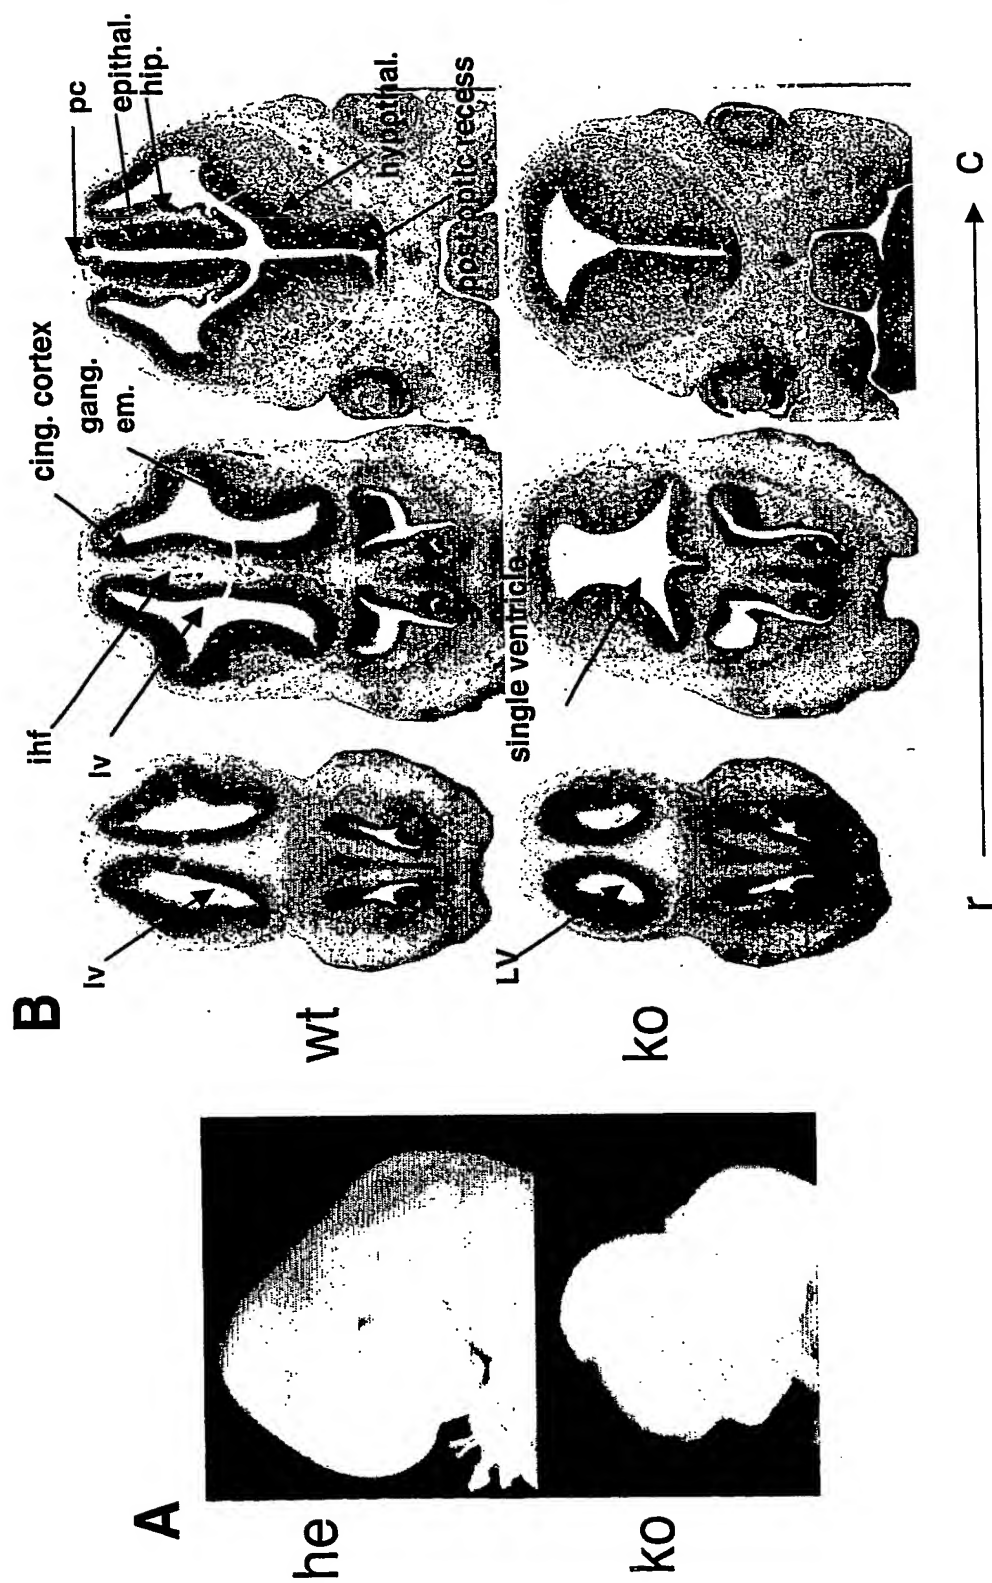 A
he
ko
B
wt
ko
lv
ihf
lv
cing. cortex
gang.
em.
pc
epithal.
hip.
hypothal.
post. optic recess
LV
single ventricle
r
c